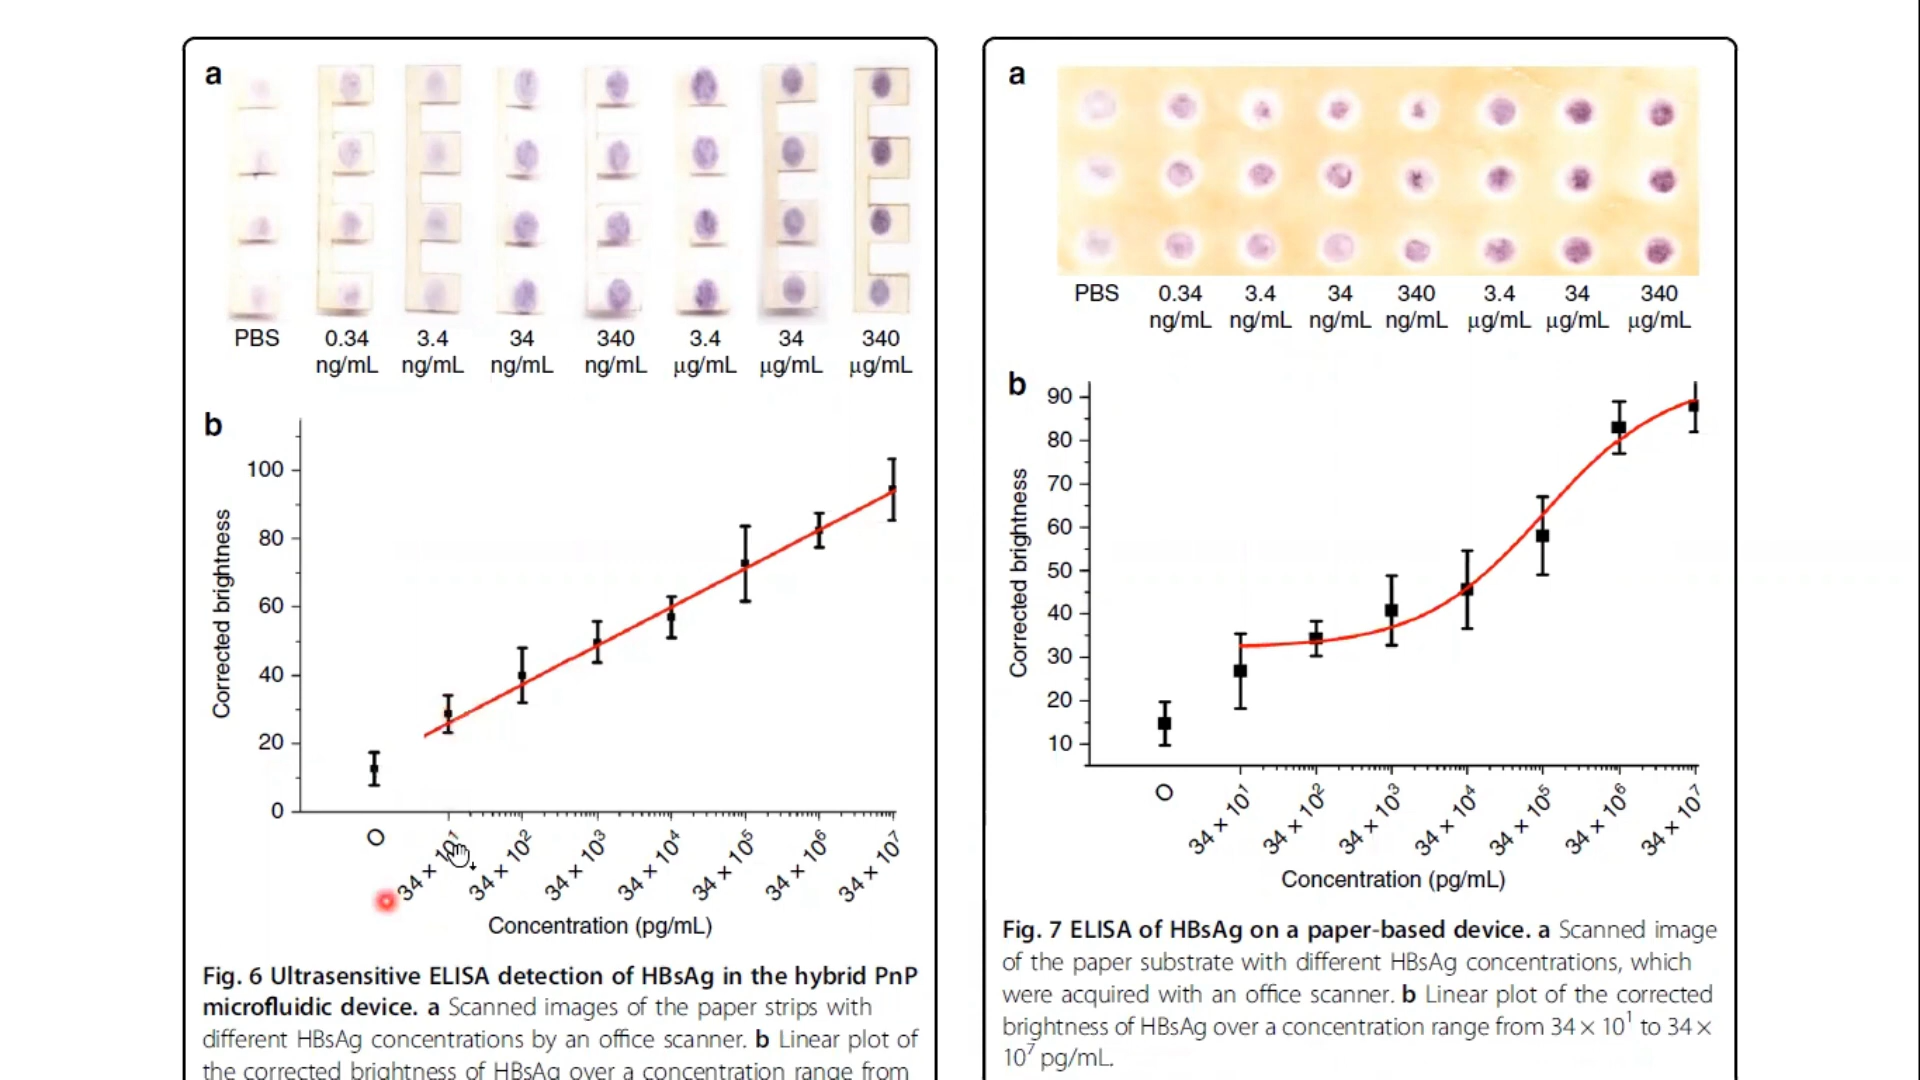 a
PBS 0.34 3.4 34 340 3.4 34 340
ng/mL ng/mL ng/mL ng/mL µg/mL µg/mL µg/mL
b
100
80
60
40
20
0
Corrected brightness
O 34 × 10¹ 34 × 10² 34 × 10³ 34 × 10⁴ 34 × 10⁵ 34 × 10⁶ 34 × 10⁷
Concentration (pg/mL)
Fig. 6 Ultrasensitive ELISA detection of HBsAg in the hybrid PnP
microfluidic device. a Scanned images of the paper strips with
different HBsAg concentrations by an office scanner. b Linear plot of
the corrected brightness of HBsAg over a concentration range from
a
PBS 0.34 3.4 34 340 3.4 34 340
ng/mL ng/mL ng/mL ng/mL µg/mL µg/mL µg/mL
b
90
80
70
60
50
40
30
20
10
Corrected brightness
O 34 × 10¹ 34 × 10² 34 × 10³ 34 × 10⁴ 34 × 10⁵ 34 × 10⁶ 34 × 10⁷
Concentration (pg/mL)
Fig. 7 ELISA of HBsAg on a paper-based device. a Scanned image
of the paper substrate with different HBsAg concentrations, which
were acquired with an office scanner. b Linear plot of the corrected
brightness of HBsAg over a concentration range from 34 × 10¹ to 34 ×
10⁷ pg/mL.